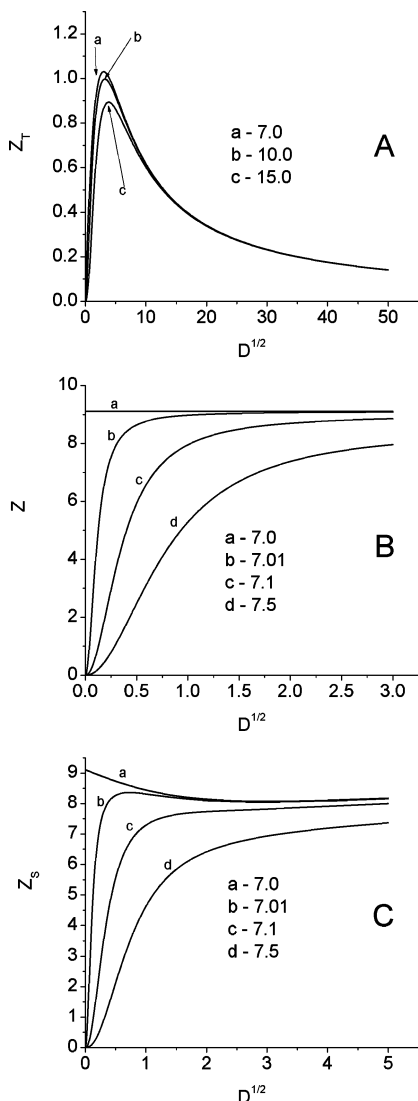 1.2
1.0
0.8
0.6
0.4
0.2
0.0
Z_T
a
b
c
a - 7.0
b - 10.0
c - 15.0
A
0 10 20 30 40 50
D^{1/2}
10
9
8
6
4
2
0
Z
a
b
c
d
a - 7.0
b - 7.01
c - 7.1
d - 7.5
B
0.0 0.5 1.0 1.5 2.0 2.5 3.0
D^{1/2}
9
8
7
6
5
4
3
2
1
0
Z_S
a
b
c
d
a - 7.0
b - 7.01
c - 7.1
d - 7.5
C
0 1 2 3 4 5
D^{1/2}